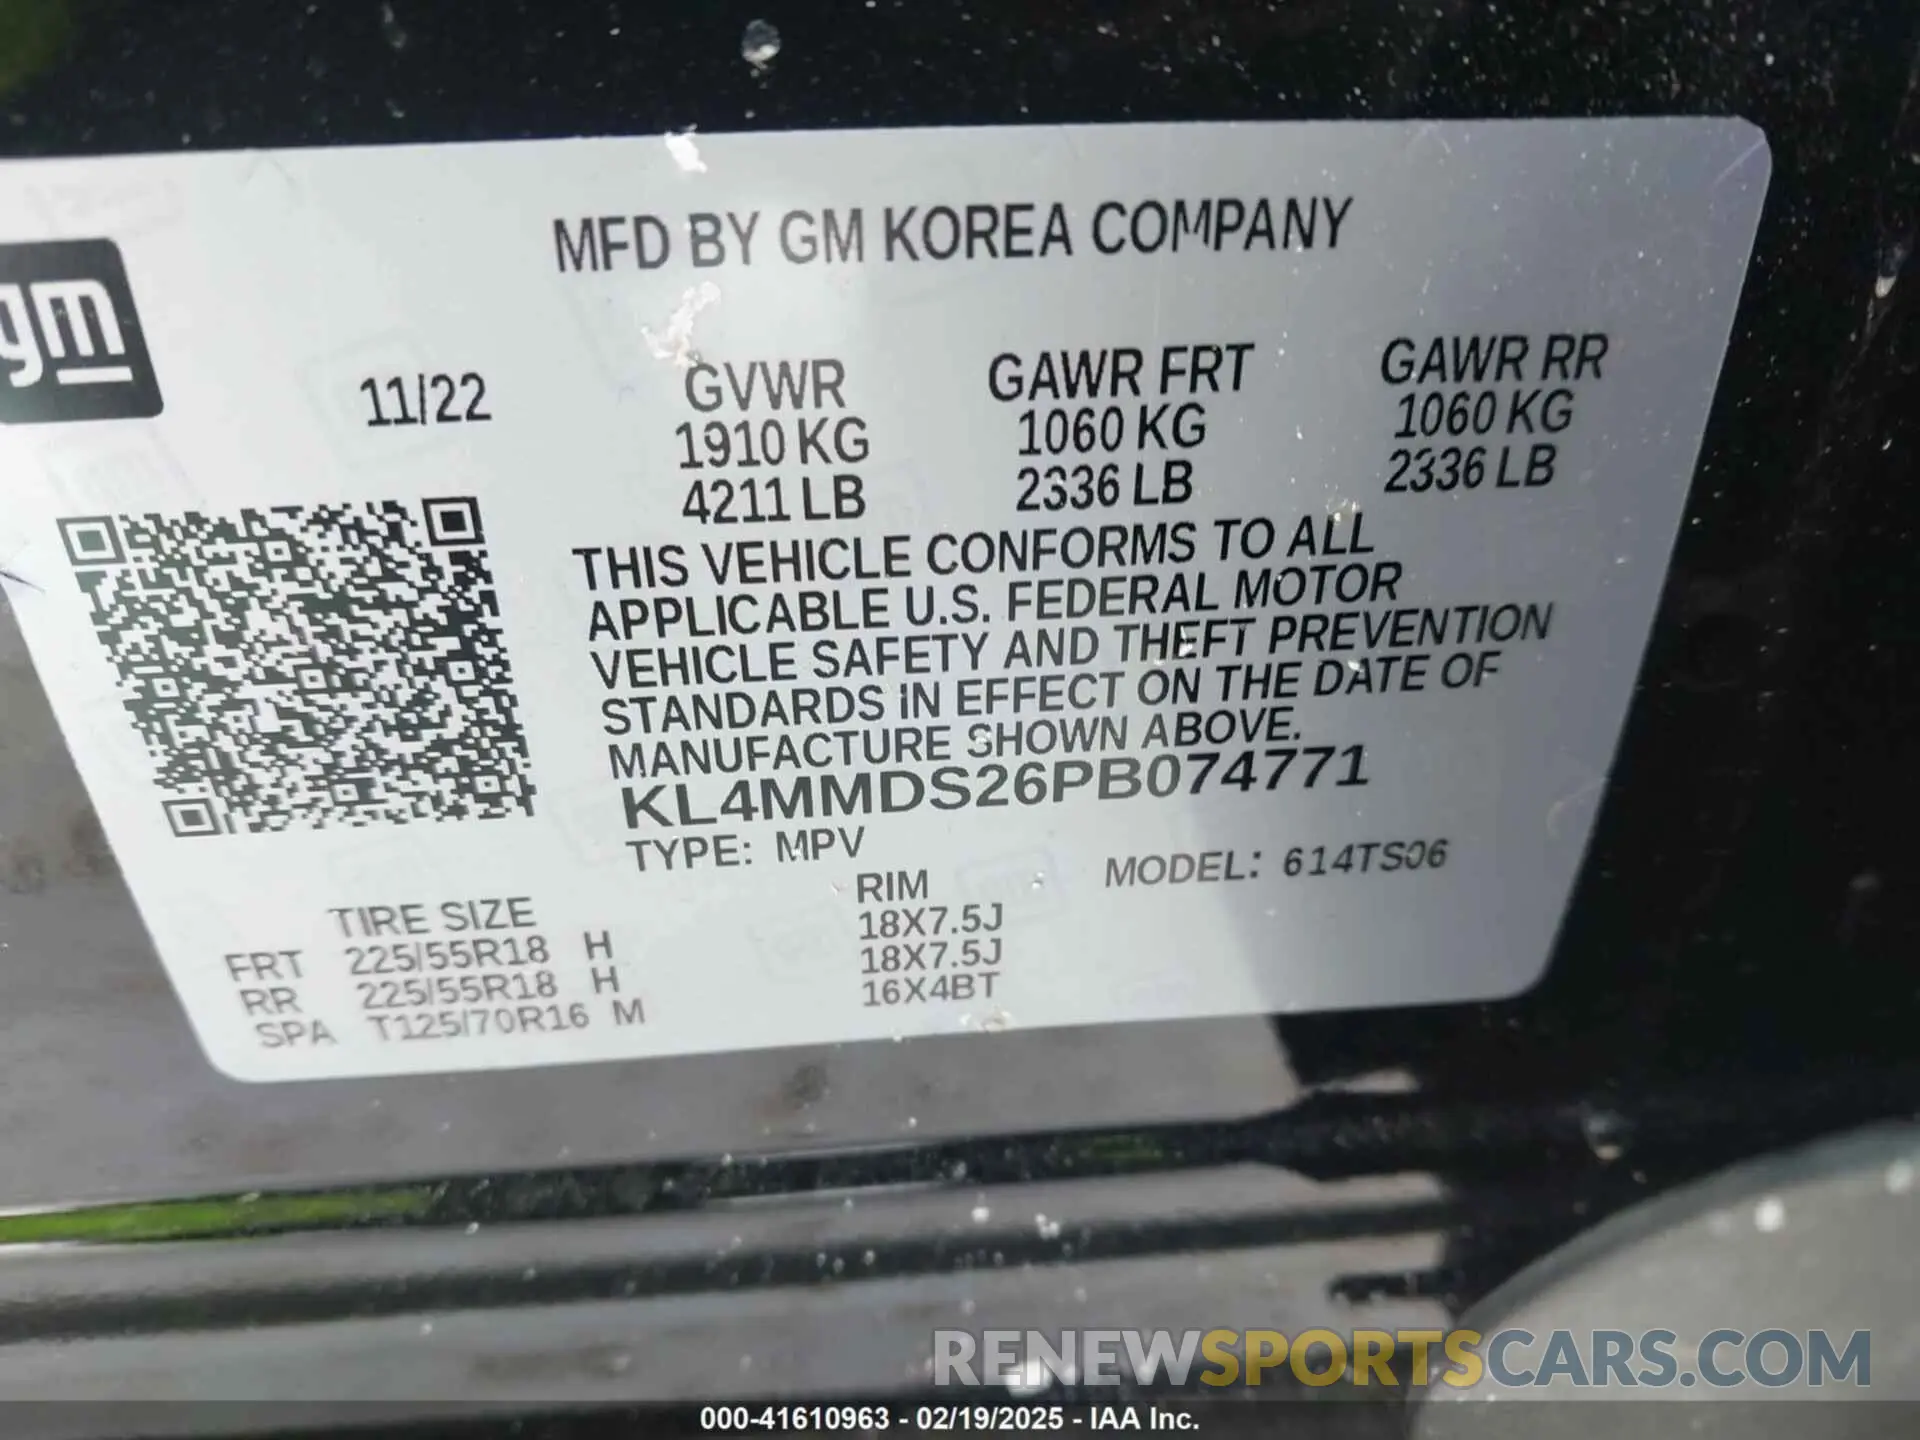 MFD BY GM KOREA COMPANY
gm
11/22
GVWR GAWR FRT GAWR RR
1910 KG 1060 KG 1060 KG
4211 LB 2336 LB 2336 LB
THIS VEHICLE CONFORMS TO ALL
APPLICABLE U.S. FEDERAL MOTOR
VEHICLE SAFETY AND THEFT PREVENTION
STANDARDS IN EFFECT ON THE DATE OF
MANUFACTURE SHOWN ABOVE.
KL4MMDS26PB074771
TYPE: MPV MODEL: 614TS06
TIRE SIZE RIM
FRT 225/55R18 H 18X7.5J
RR 225/55R18 H 18X7.5J
SPA T125/70R16 M 16X4BT
RENEWSPORTSCARS.COM
000-41610963 - 02/19/2025 - IAA Inc.